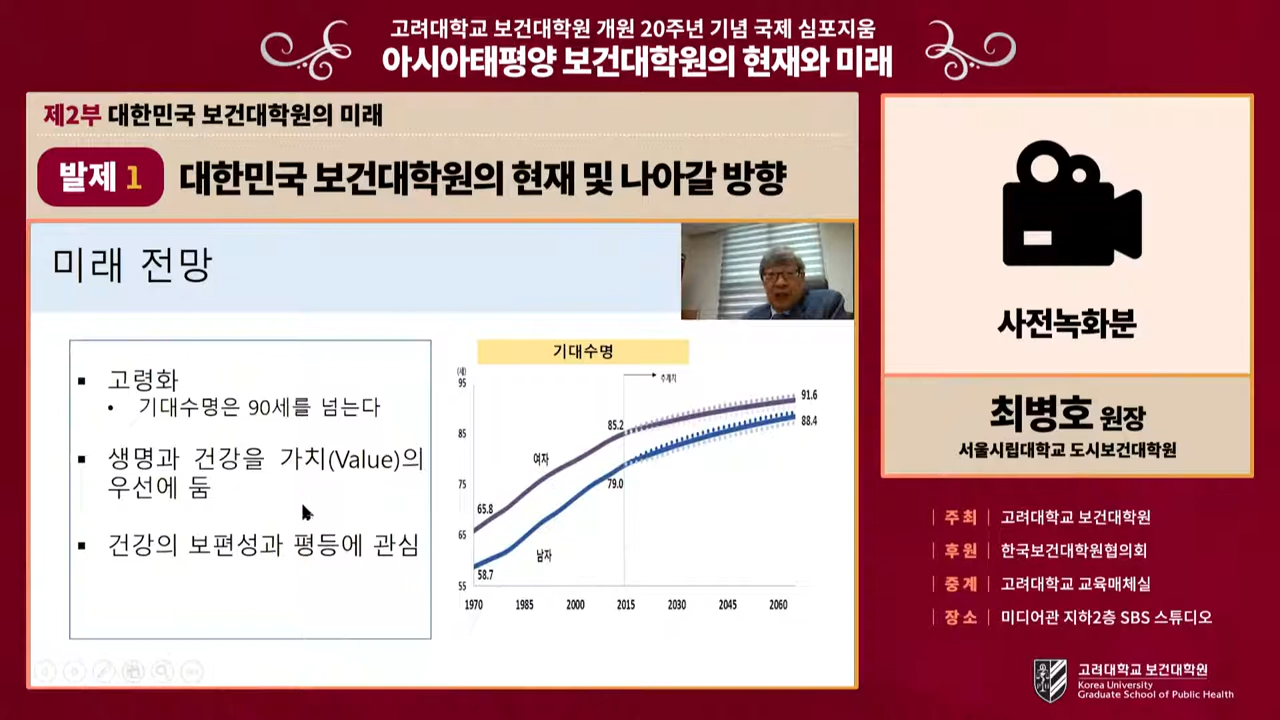 고려대학교 보건대학원 개원 20주년 기념 국제 심포지움
아시아태평양 보건대학원의 현재와 미래
제2부 대한민국 보건대학원의 미래
발제 1 대한민국 보건대학원의 현재 및 나아갈 방향
미래 전망
▪ 고령화
• 기대수명은 90세를 넘는다
▪ 생명과 건강을 가치(Value)의
우선에 둠
▪ 건강의 보편성과 평등에 관심
기대수명
(세)
95
85
75
65
55
추계치
91.6
88.4
85.2
여자
79.0
65.8
남자
58.7
1970 1985 2000 2015 2030 2045 2060
사전녹화분
최병호 원장
서울시립대학교 도시보건대학원
| 주 최 | 고려대학교 보건대학원
| 후 원 | 한국보건대학원협의회
| 중 계 | 고려대학교 교육매체실
| 장 소 | 미디어관 지하2층 SBS 스튜디오
고려대학교 보건대학원
Korea University
Graduate School of Public Health